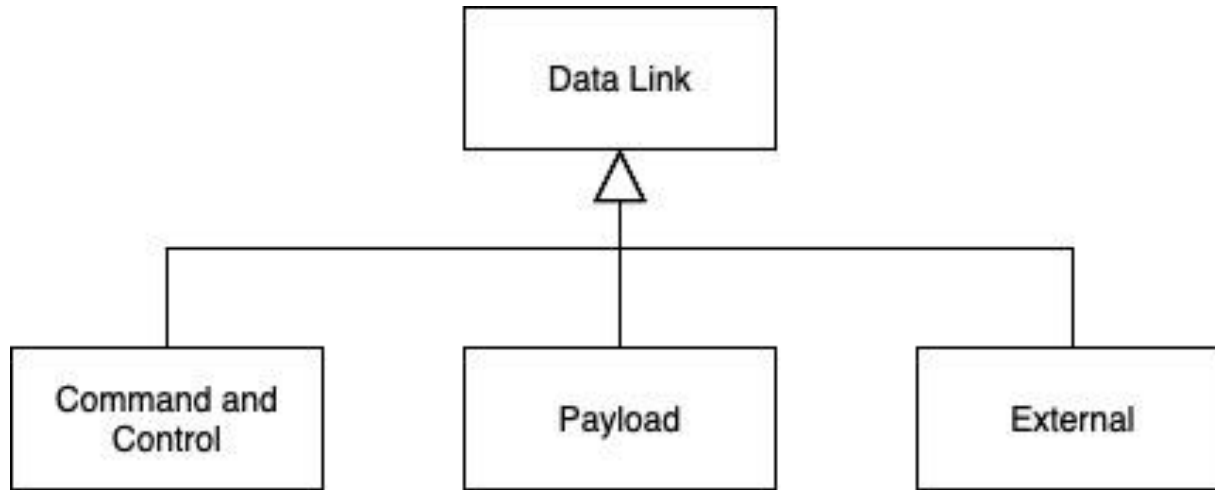 Data Link
Command and
Control
Payload
External